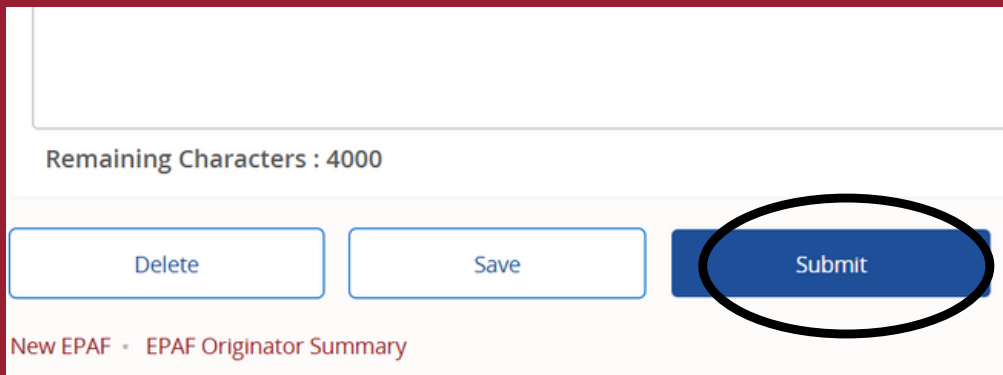 Remaining Characters : 4000
Delete Save Submit
New EPAF • EPAF Originator Summary